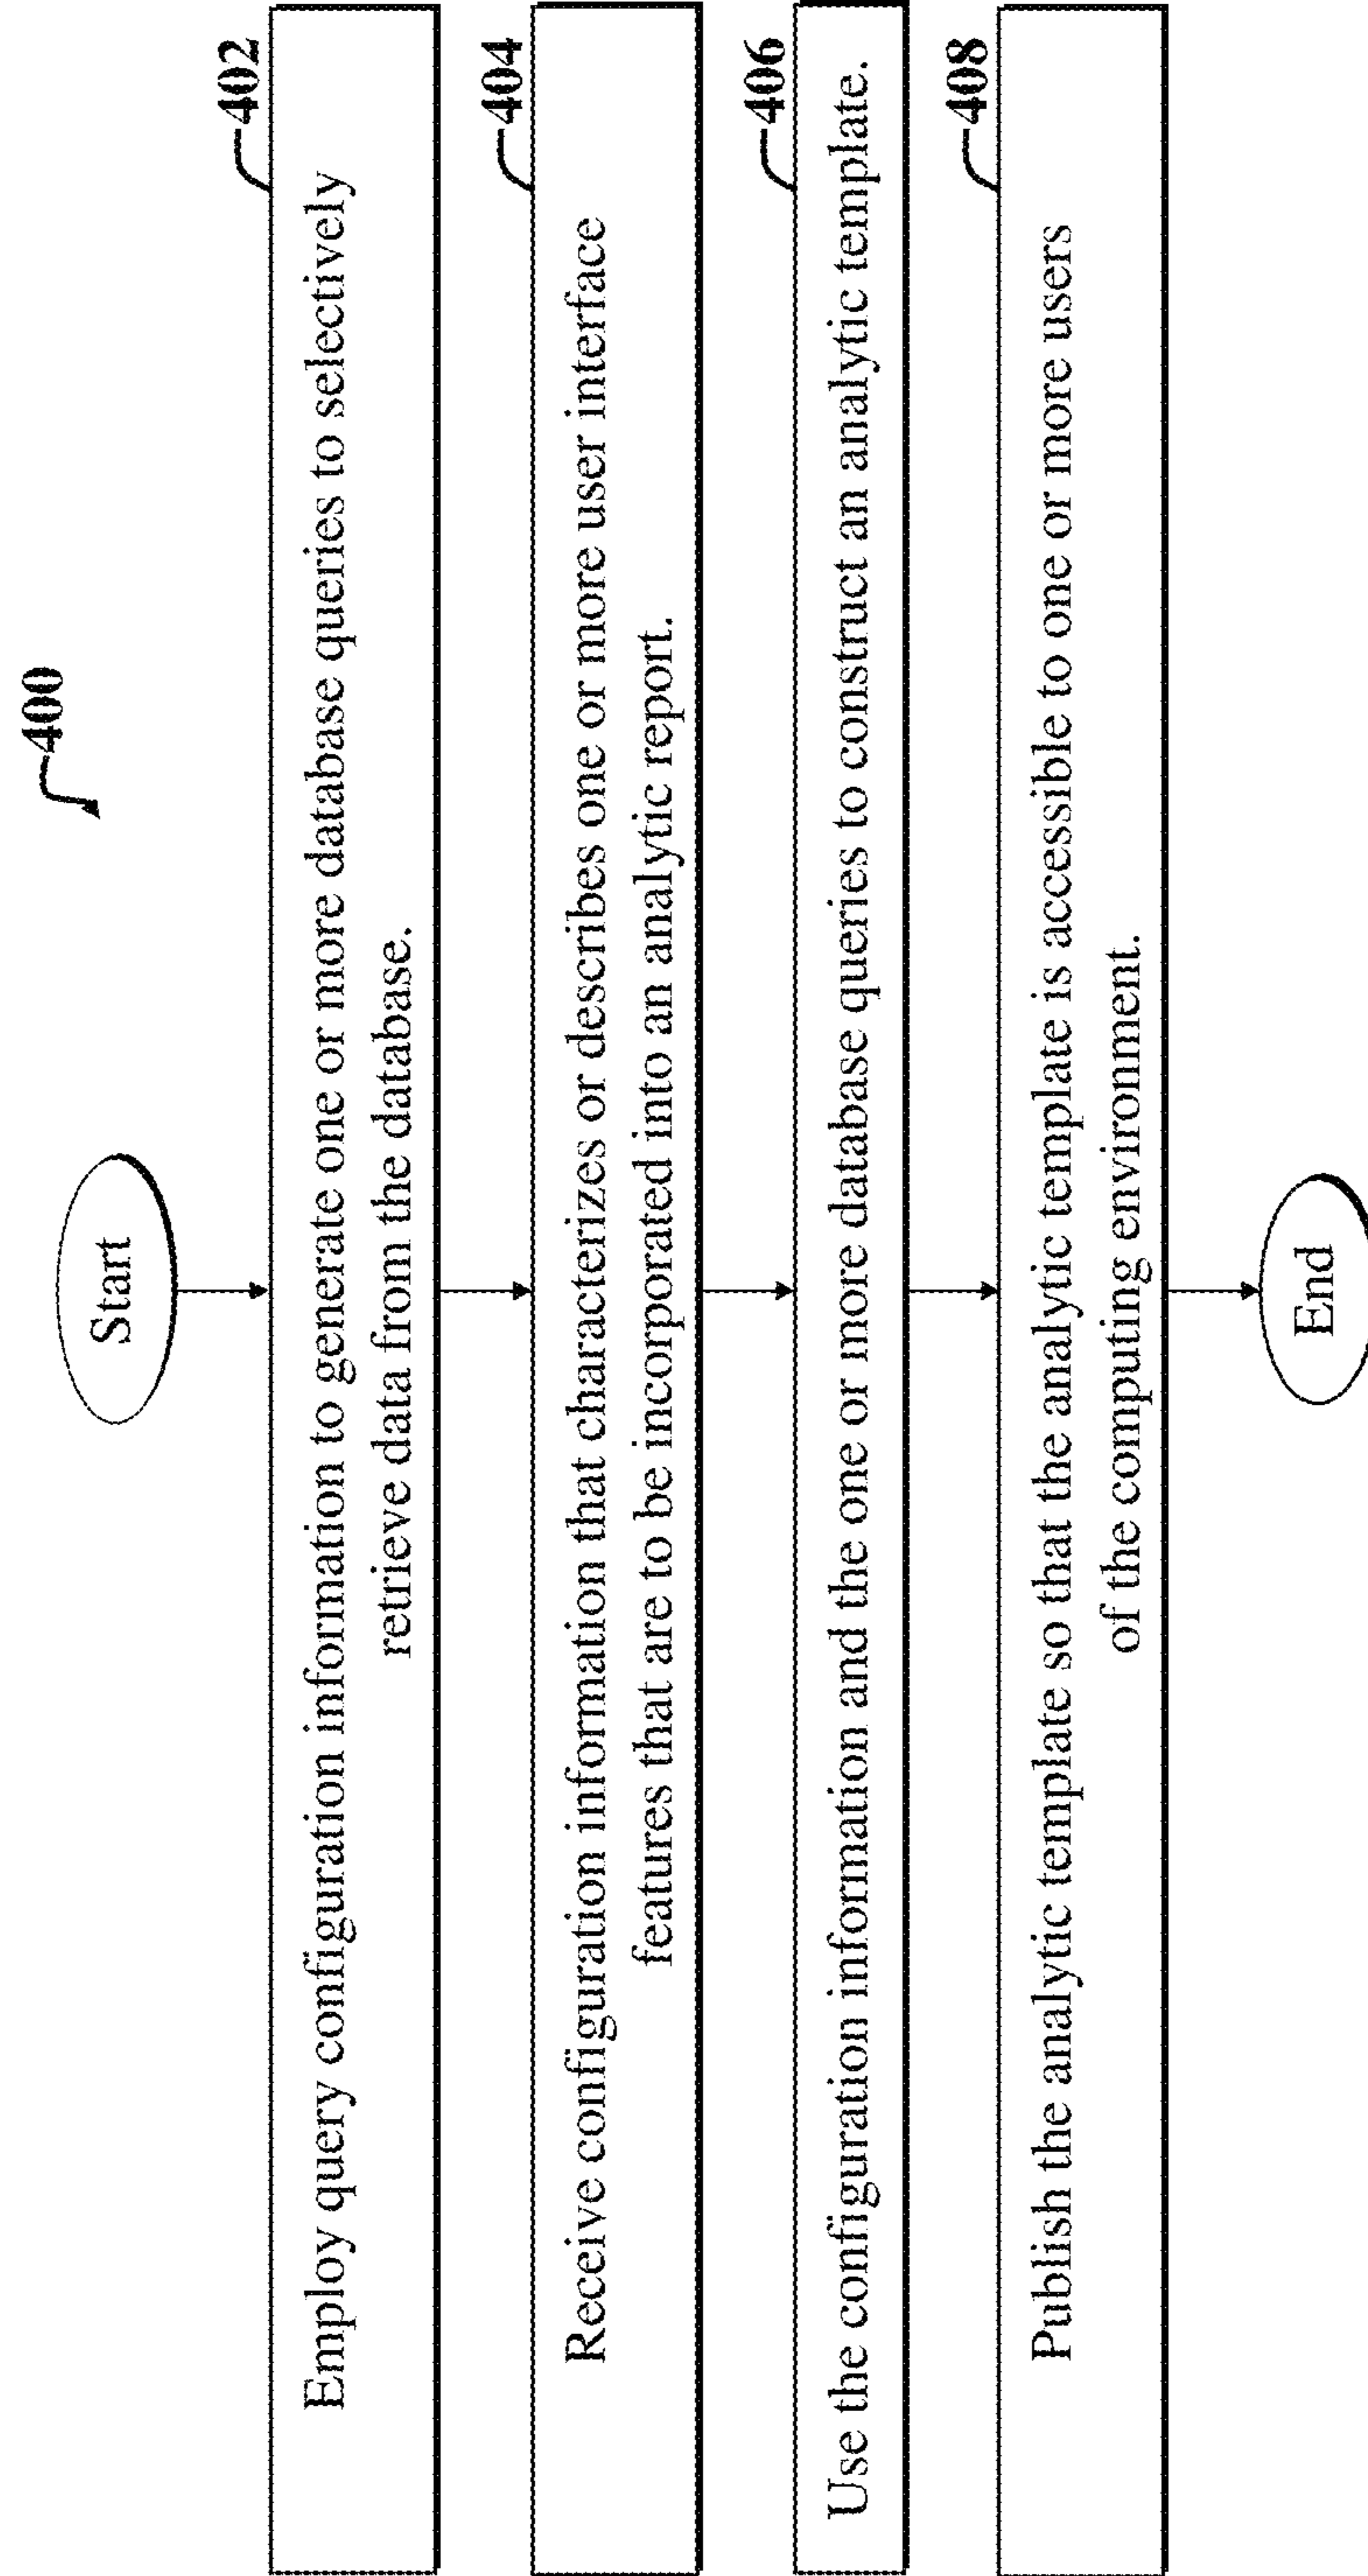 400
Start
402
Employ query configuration information to generate one or more database queries to selectively
retrieve data from the database.
404
Receive configuration information that characterizes or describes one or more user interface
features that are to be incorporated into an analytic report.
406
Use the configuration information and the one or more database queries to construct an analytic template.
408
Publish the analytic template so that the analytic template is accessible to one or more users
of the computing environment.
End